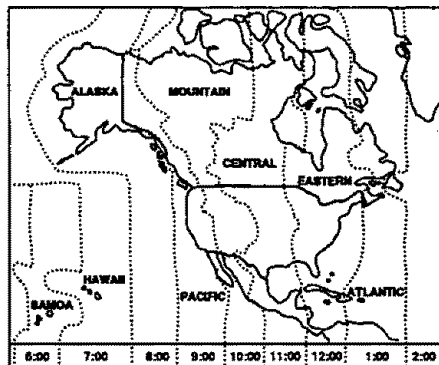 ALASKA MOUNTAIN
CENTRAL
EASTERN
HAWAII
SAMOA PACIFIC ATLANTIC
6:00 7:00 8:00 9:00 10:00 11:00 12:00 1:00 2:00